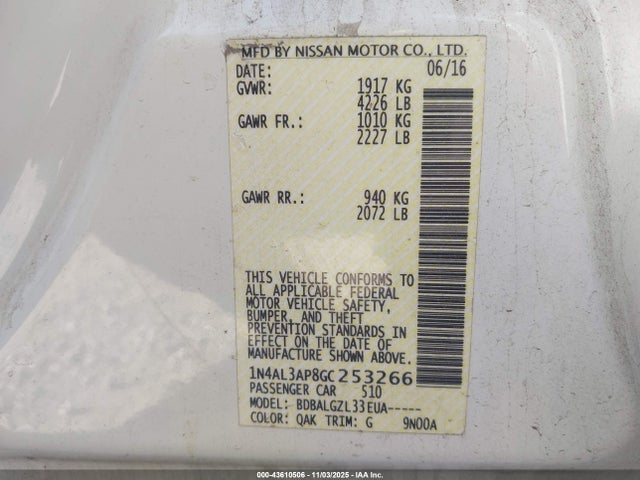 MFD BY NISSAN MOTOR CO., LTD.
DATE: 06/16
GVWR: 1917 KG
4226 LB
GAWR FR.: 1010 KG
2227 LB
GAWR RR.: 940 KG
2072 LB
THIS VEHICLE CONFORMS TO
ALL APPLICABLE FEDERAL
MOTOR VEHICLE SAFETY,
BUMPER, AND THEFT
PREVENTION STANDARDS IN
EFFECT ON THE DATE OF
MANUFACTURE SHOWN ABOVE.
1N4AL3AP8GC253266
PASSENGER CAR S10
MODEL: BDBALGZL33EUA-----
COLOR: QAK TRIM: G 9N00A
000-43610506 - 11/03/2025 - IAA Inc.